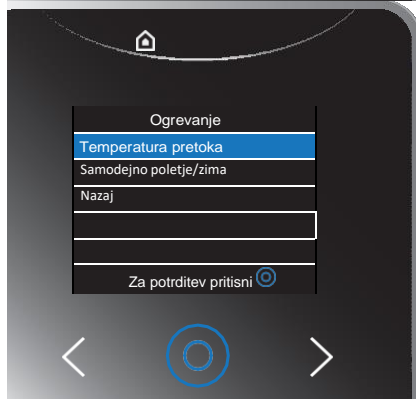 Ogrevanje
Temperatura pretoka
Samodejno poletje/zima
Nazaj
Za potrditev pritisni